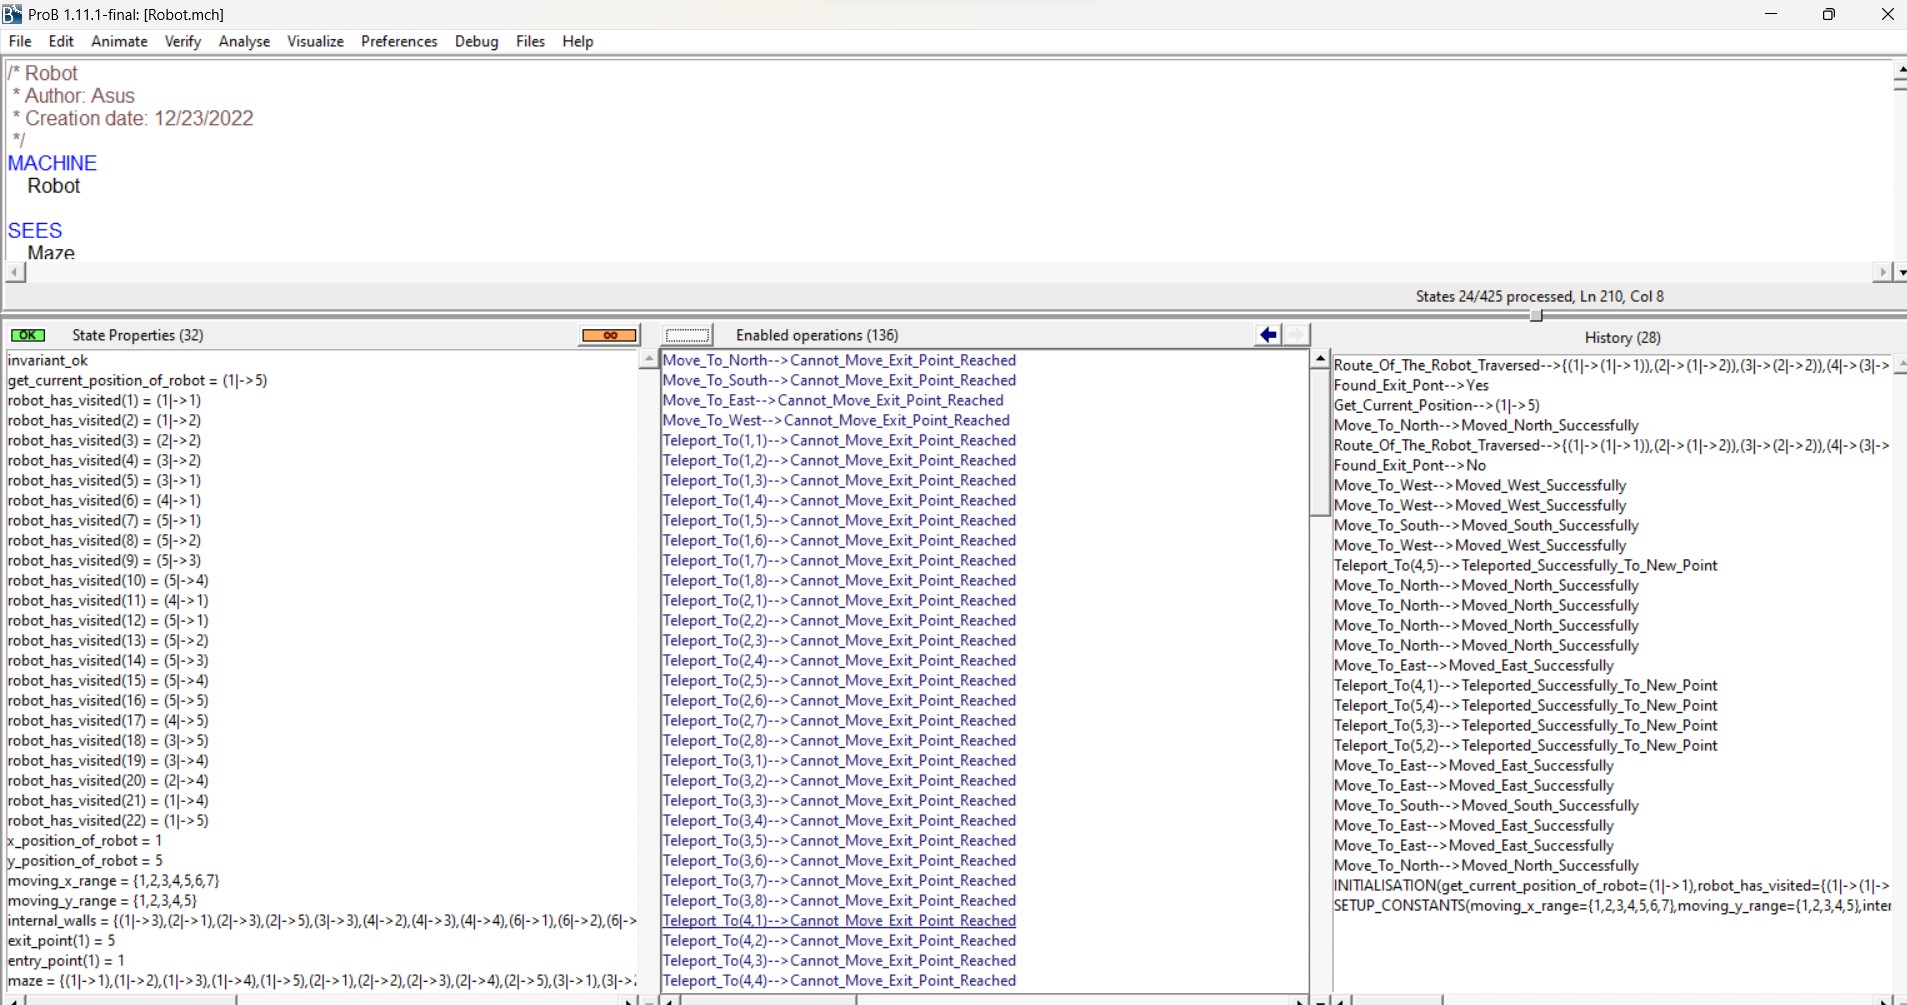 ProB 1.11.1-final: [Robot.mch]
File Edit Animate Verify Analyse Visualize Preferences Debug Files Help
/* Robot
* Author: Asus
* Creation date: 12/23/2022
*/
MACHINE
Robot
SEES
Maze
States 24/425 processed, Ln 210, Col 8
OK State Properties (32)
invariant_ok
get_current_position_of_robot = (1|->5)
robot_has_visited(1) = (1|->1)
robot_has_visited(2) = (1|->2)
robot_has_visited(3) = (2|->2)
robot_has_visited(4) = (3|->2)
robot_has_visited(5) = (3|->1)
robot_has_visited(6) = (4|->1)
robot_has_visited(7) = (5|->1)
robot_has_visited(8) = (5|->2)
robot_has_visited(9) = (5|->3)
robot_has_visited(10) = (5|->4)
robot_has_visited(11) = (4|->1)
robot_has_visited(12) = (5|->1)
robot_has_visited(13) = (5|->2)
robot_has_visited(14) = (5|->3)
robot_has_visited(15) = (5|->4)
robot_has_visited(16) = (5|->5)
robot_has_visited(17) = (4|->5)
robot_has_visited(18) = (3|->5)
robot_has_visited(19) = (3|->4)
robot_has_visited(20) = (2|->4)
robot_has_visited(21) = (1|->4)
robot_has_visited(22) = (1|->5)
x_position_of_robot = 1
y_position_of_robot = 5
moving_x_range = {1,2,3,4,5,6,7}
moving_y_range = {1,2,3,4,5}
internal_walls = {(1|->3),(2|->1),(2|->3),(2|->5),(3|->3),(4|->2),(4|->3),(4|->4),(6|->1),(6|->2),(6|->
exit_point(1) = 5
entry_point(1) = 1
maze = {(1|->1),(1|->2),(1|->3),(1|->4),(1|->5),(2|->1),(2|->2),(2|->3),(2|->4),(2|->5),(3|->1),(3|->
∞
Enabled operations (136)
Move_To_North-->Cannot_Move_Exit_Point_Reached
Move_To_South-->Cannot_Move_Exit_Point_Reached
Move_To_East-->Cannot_Move_Exit_Point_Reached
Move_To_West-->Cannot_Move_Exit_Point_Reached
Teleport_To(1,1)-->Cannot_Move_Exit_Point_Reached
Teleport_To(1,2)-->Cannot_Move_Exit_Point_Reached
Teleport_To(1,3)-->Cannot_Move_Exit_Point_Reached
Teleport_To(1,4)-->Cannot_Move_Exit_Point_Reached
Teleport_To(1,5)-->Cannot_Move_Exit_Point_Reached
Teleport_To(1,6)-->Cannot_Move_Exit_Point_Reached
Teleport_To(1,7)-->Cannot_Move_Exit_Point_Reached
Teleport_To(1,8)-->Cannot_Move_Exit_Point_Reached
Teleport_To(2,1)-->Cannot_Move_Exit_Point_Reached
Teleport_To(2,2)-->Cannot_Move_Exit_Point_Reached
Teleport_To(2,3)-->Cannot_Move_Exit_Point_Reached
Teleport_To(2,4)-->Cannot_Move_Exit_Point_Reached
Teleport_To(2,5)-->Cannot_Move_Exit_Point_Reached
Teleport_To(2,6)-->Cannot_Move_Exit_Point_Reached
Teleport_To(2,7)-->Cannot_Move_Exit_Point_Reached
Teleport_To(2,8)-->Cannot_Move_Exit_Point_Reached
Teleport_To(3,1)-->Cannot_Move_Exit_Point_Reached
Teleport_To(3,2)-->Cannot_Move_Exit_Point_Reached
Teleport_To(3,3)-->Cannot_Move_Exit_Point_Reached
Teleport_To(3,4)-->Cannot_Move_Exit_Point_Reached
Teleport_To(3,5)-->Cannot_Move_Exit_Point_Reached
Teleport_To(3,6)-->Cannot_Move_Exit_Point_Reached
Teleport_To(3,7)-->Cannot_Move_Exit_Point_Reached
Teleport_To(3,8)-->Cannot_Move_Exit_Point_Reached
Teleport_To(4,1)-->Cannot_Move_Exit_Point_Reached
Teleport_To(4,2)-->Cannot_Move_Exit_Point_Reached
Teleport_To(4,3)-->Cannot_Move_Exit_Point_Reached
Teleport_To(4,4)-->Cannot_Move_Exit_Point_Reached
History (28)
Route_Of_The_Robot_Traversed-->{(1|->(1|->1)),(2|->(1|->2)),(3|->(2|->2)),(4|->(3|->
Found_Exit_Pont-->Yes
Get_Current_Position-->(1|->5)
Move_To_North-->Moved_North_Successfully
Route_Of_The_Robot_Traversed-->{(1|->(1|->1)),(2|->(1|->2)),(3|->(2|->2)),(4|->(3|->
Found_Exit_Pont-->No
Move_To_West-->Moved_West_Successfully
Move_To_West-->Moved_West_Successfully
Move_To_South-->Moved_South_Successfully
Move_To_West-->Moved_West_Successfully
Teleport_To(4,5)-->Teleported_Successfully_To_New_Point
Move_To_North-->Moved_North_Successfully
Move_To_North-->Moved_North_Successfully
Move_To_North-->Moved_North_Successfully
Move_To_North-->Moved_North_Successfully
Move_To_East-->Moved_East_Successfully
Teleport_To(4,1)-->Teleported_Successfully_To_New_Point
Teleport_To(5,4)-->Teleported_Successfully_To_New_Point
Teleport_To(5,3)-->Teleported_Successfully_To_New_Point
Teleport_To(5,2)-->Teleported_Successfully_To_New_Point
Move_To_East-->Moved_East_Successfully
Move_To_East-->Moved_East_Successfully
Move_To_South-->Moved_South_Successfully
Move_To_East-->Moved_East_Successfully
Move_To_East-->Moved_East_Successfully
Move_To_North-->Moved_North_Successfully
INITIALISATION(get_current_position_of_robot=(1|->1),robot_has_visited={(1|->(1|->
SETUP_CONSTANTS(moving_x_range={1,2,3,4,5,6,7},moving_y_range={1,2,3,4,5},inter